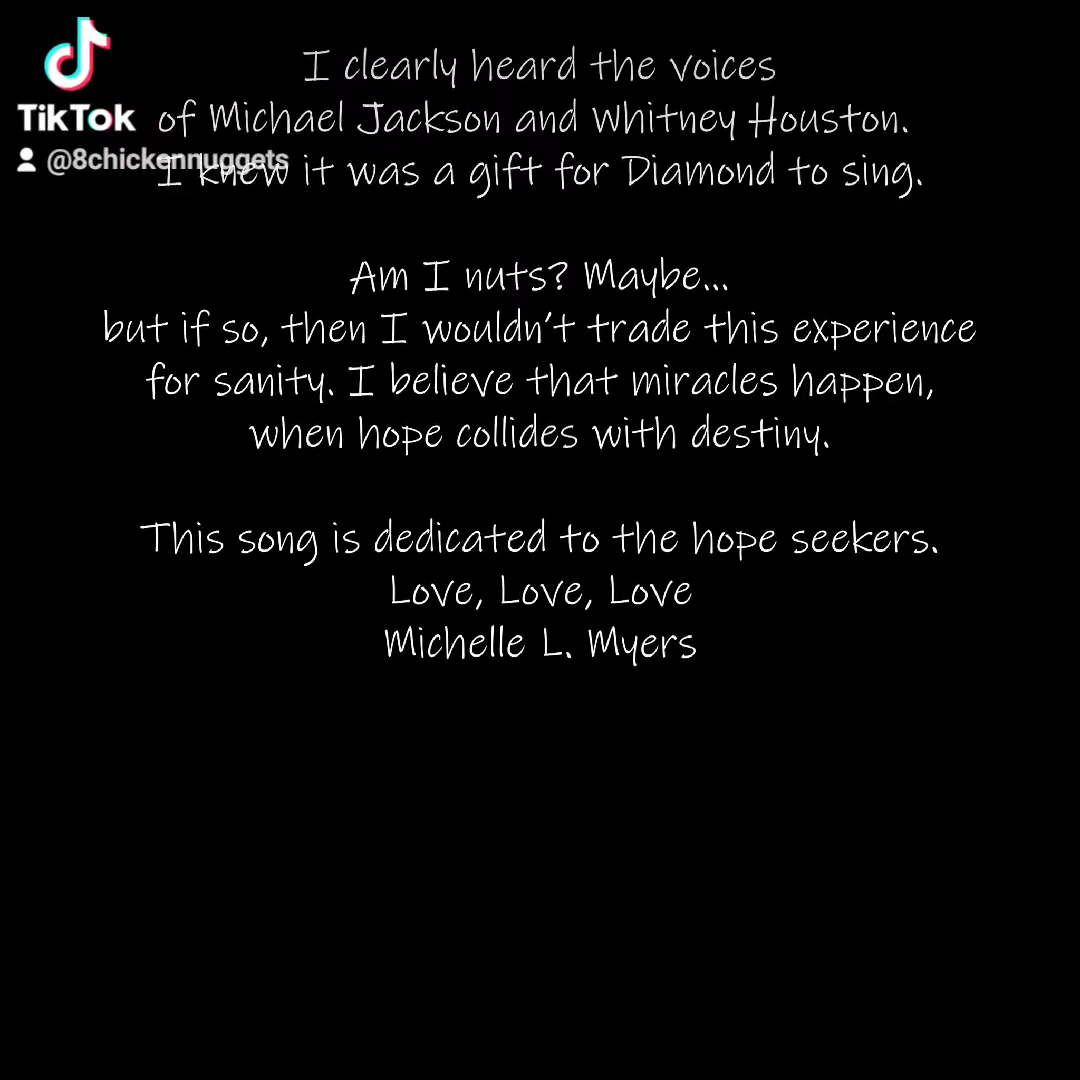 TikTok
@8chickennuggets
I clearly heard the voices
of Michael Jackson and Whitney Houston.
I knew it was a gift for Diamond to sing.
Am I nuts? Maybe...
but if so, then I wouldn't trade this experience
for sanity. I believe that miracles happen,
when hope collides with destiny.
This song is dedicated to the hope seekers.
Love, Love, Love
Michelle L. Myers